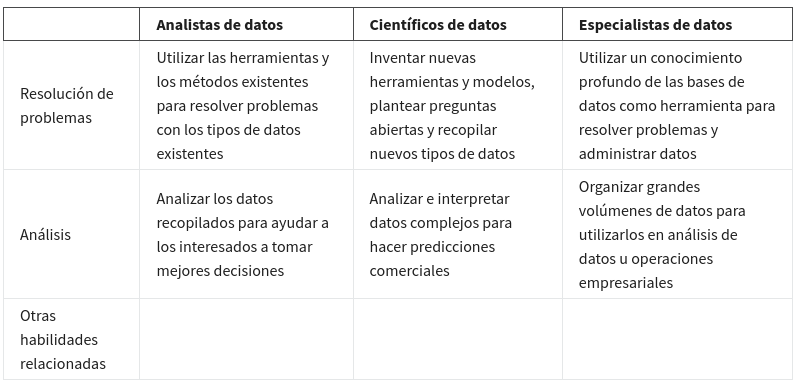 Analistas de datos
Científicos de datos
Especialistas de datos
Resolución de
problemas
Utilizar las herramientas y
los métodos existentes
para resolver problemas
con los tipos de datos
existentes
Inventar nuevas
herramientas y modelos,
plantear preguntas
abiertas y recopilar
nuevos tipos de datos
Utilizar un conocimiento
profundo de las bases de
datos como herramienta para
resolver problemas y
administrar datos
Análisis
Analizar los datos
recopilados para ayudar a
los interesados a tomar
mejores decisiones
Analizar e interpretar
datos complejos para
hacer predicciones
comerciales
Organizar grandes
volúmenes de datos para
utilizarlos en análisis de
datos u operaciones
empresariales
Otras
habilidades
relacionadas